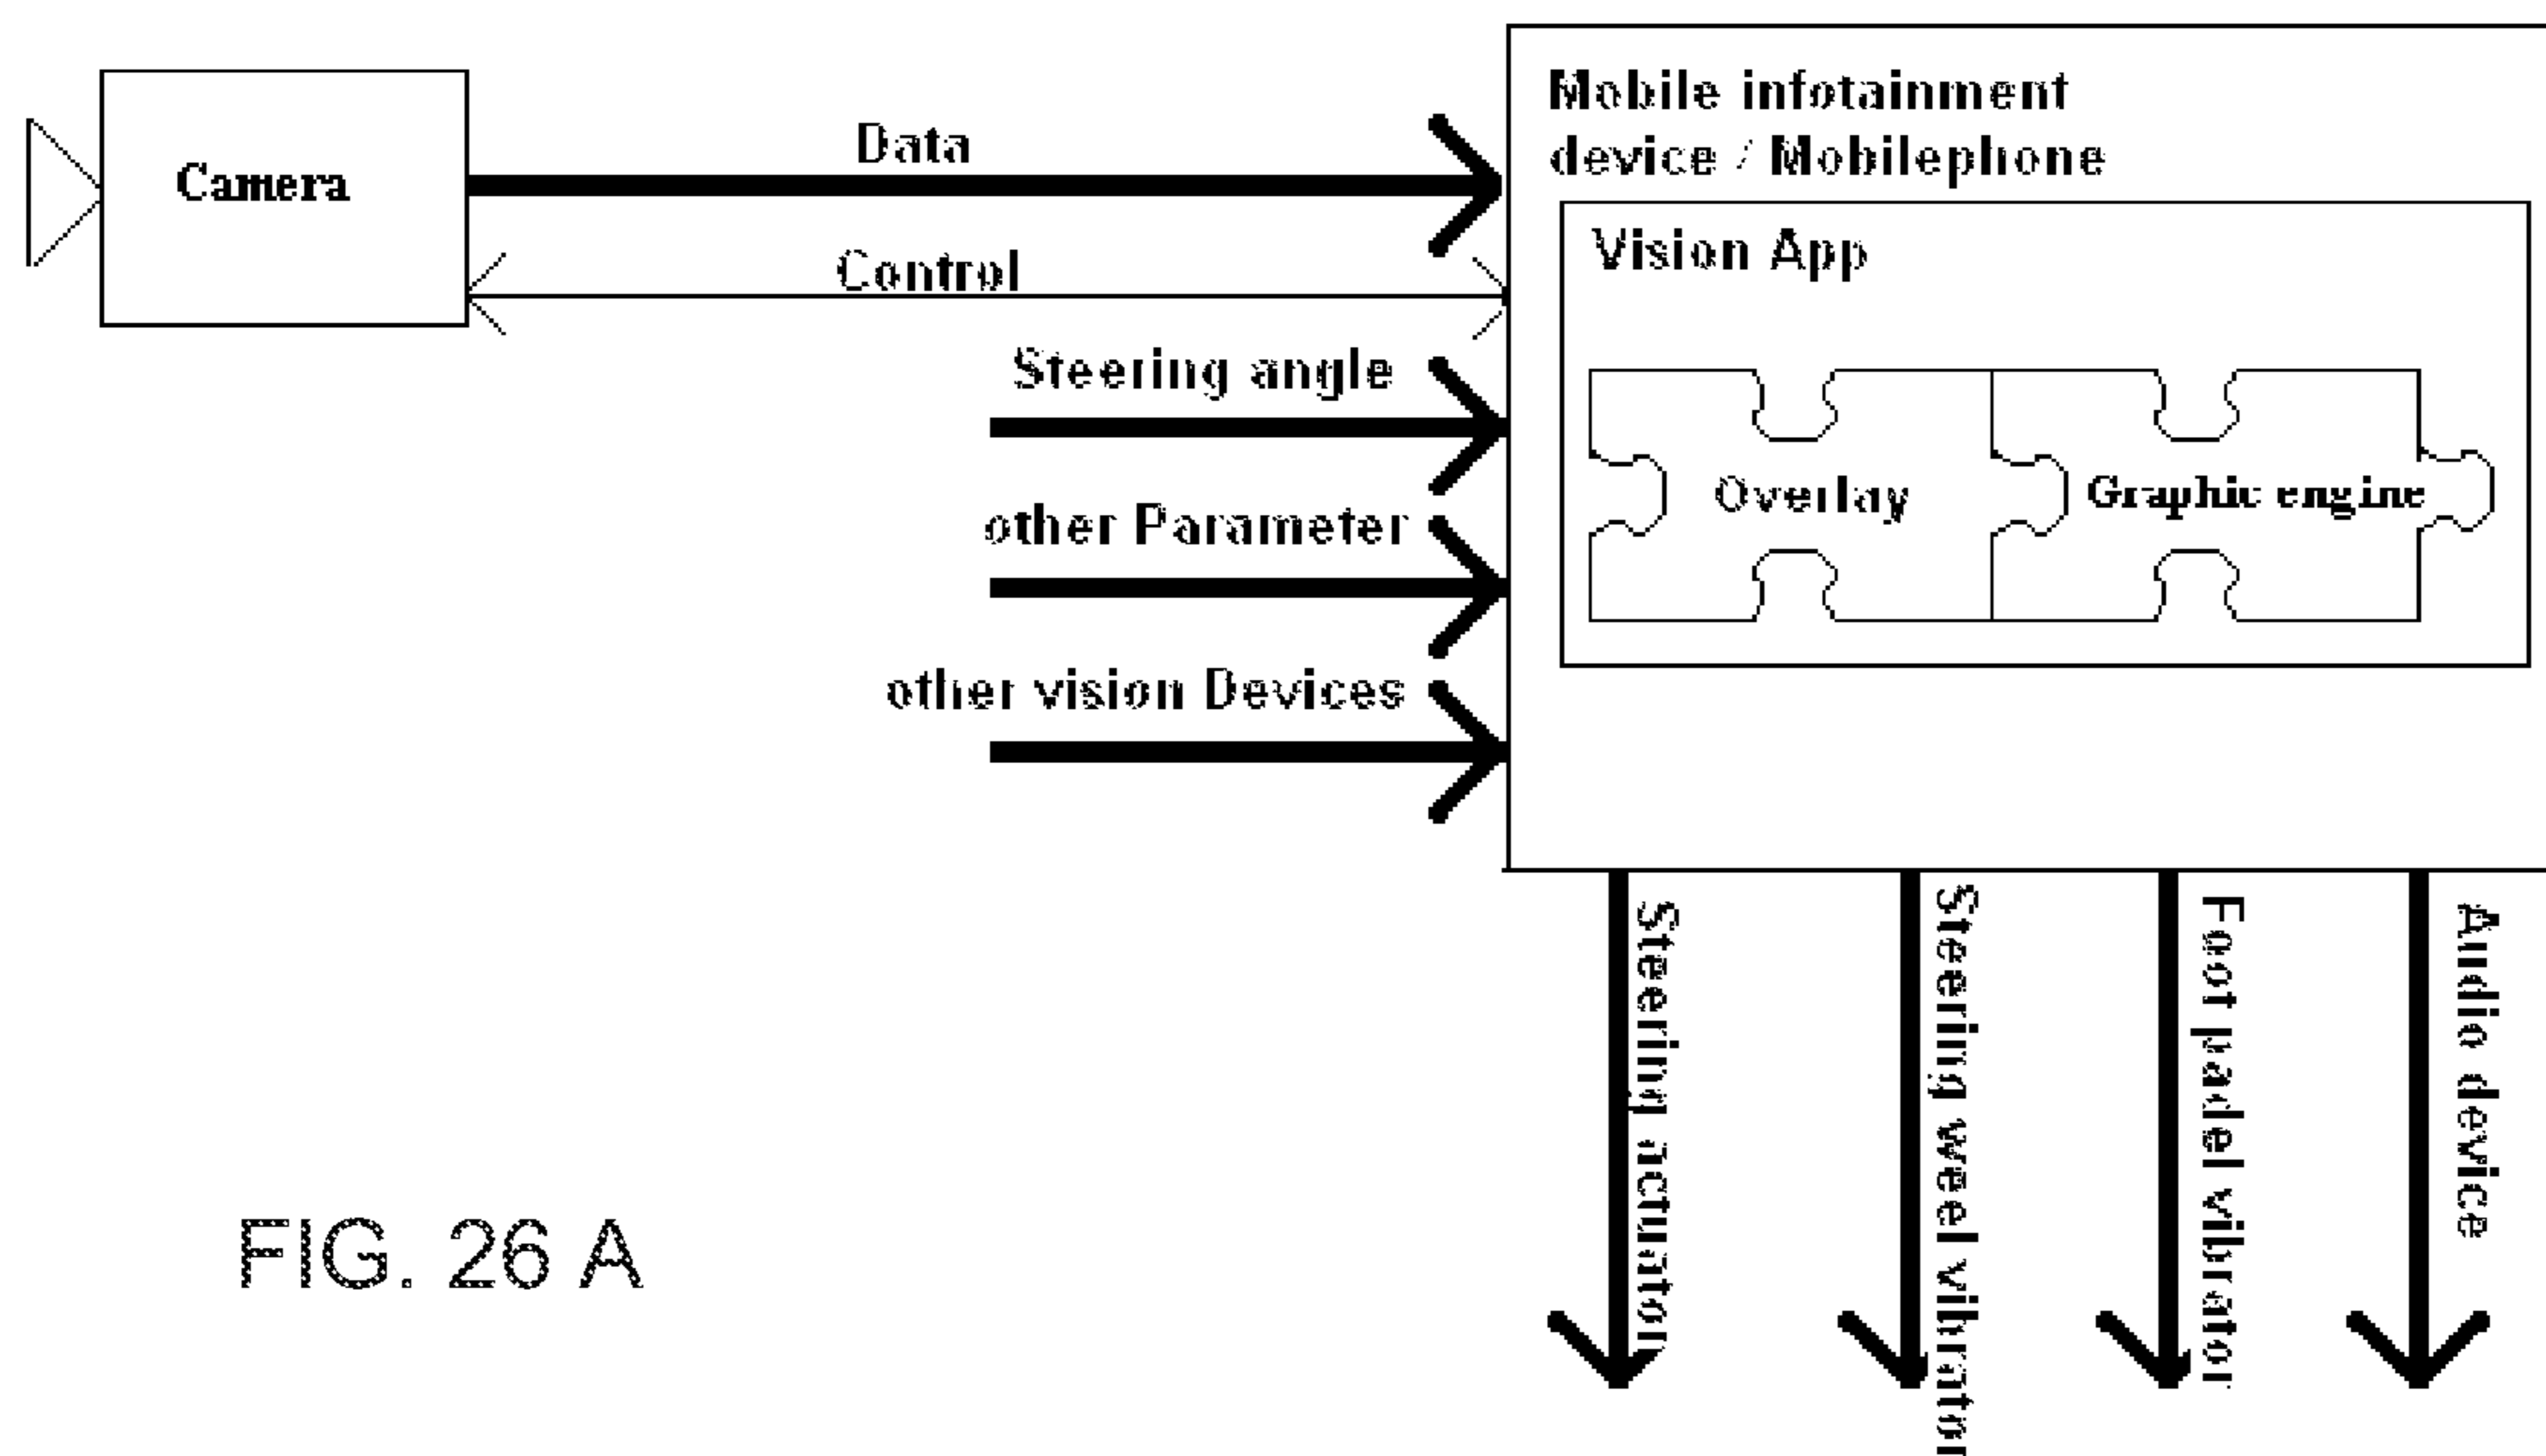 Mobile infotainment
device / Mobilephone
Camera
Data
Vision App
Control
Steering angle
Overlay
Graphic engine
other Parameter
other vision Devices
Steering actuator
Steering weel vibrator
Foot padel vibrator
Audio device
FIG. 26 A